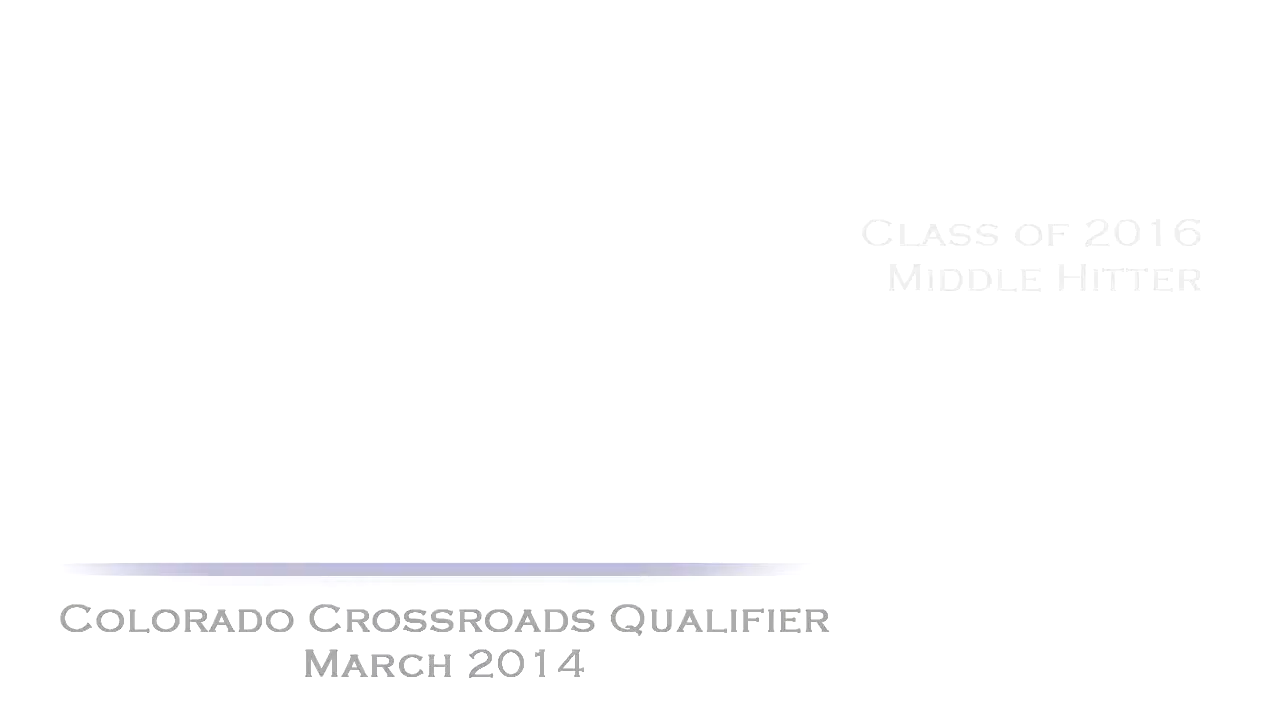 Class of 2016
Middle Hitter
Colorado Crossroads Qualifier
March 2014